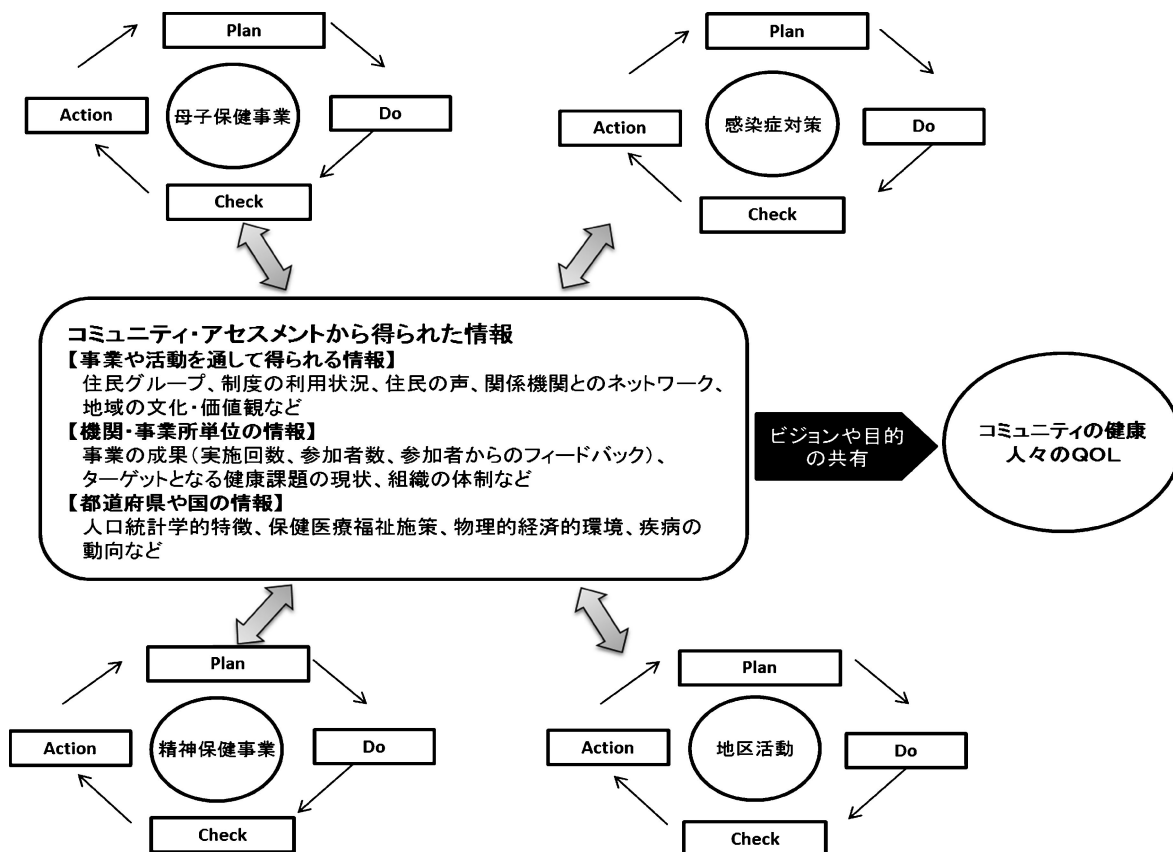 Plan
Action
母子保健事業
Do
Check
Plan
Action
感染症対策
Do
Check
コミュニティ・アセスメントから得られた情報
【事業や活動を通して得られる情報】
住民グループ、制度の利用状況、住民の声、関係機関とのネットワーク、
地域の文化・価値観など
【機関・事業所単位の情報】
事業の成果(実施回数、参加者数、参加者からのフィードバック)、
ターゲットとなる健康課題の現状、組織の体制など
【都道府県や国の情報】
人口統計学的特徴、保健医療福祉施策、物理的経済的環境、疾病の
動向など
ビジョンや目的
の共有
コミュニティの健康
人々のQOL
Plan
Action
精神保健事業
Do
Check
Plan
Action
地区活動
Do
Check